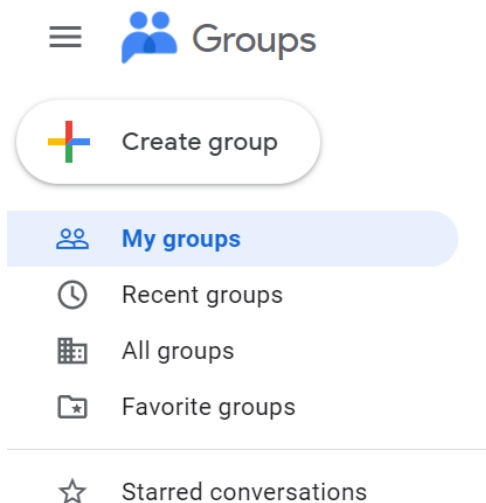 Groups
Create group
My groups
Recent groups
All groups
Favorite groups
Starred conversations